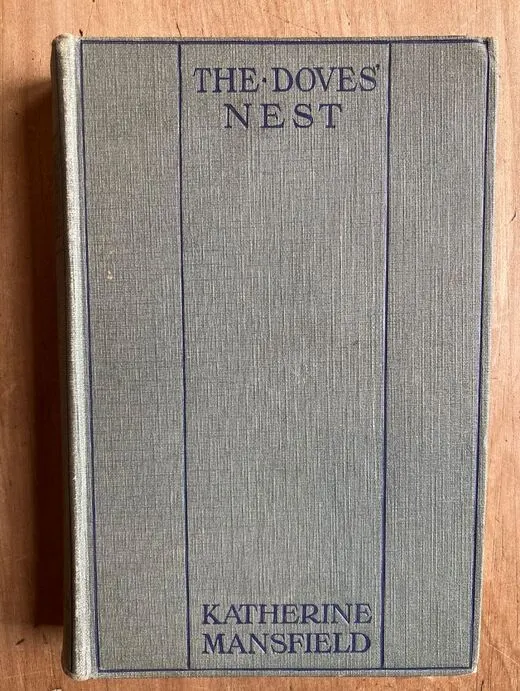 THE·DOVES'
NEST
KATHERINE
MANSFIELD